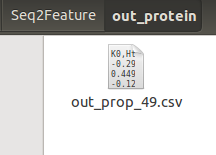 Seq2Feature out_protein
K0,Ht
-0.29
0.449
-0.12
out_prop_49.csv